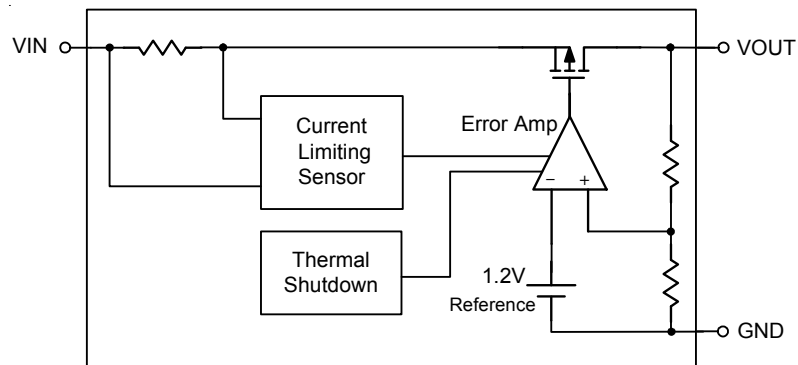 VIN
VOUT
Error Amp
Current
Limiting
Sensor
− +
Thermal
Shutdown
1.2V
Reference
GND